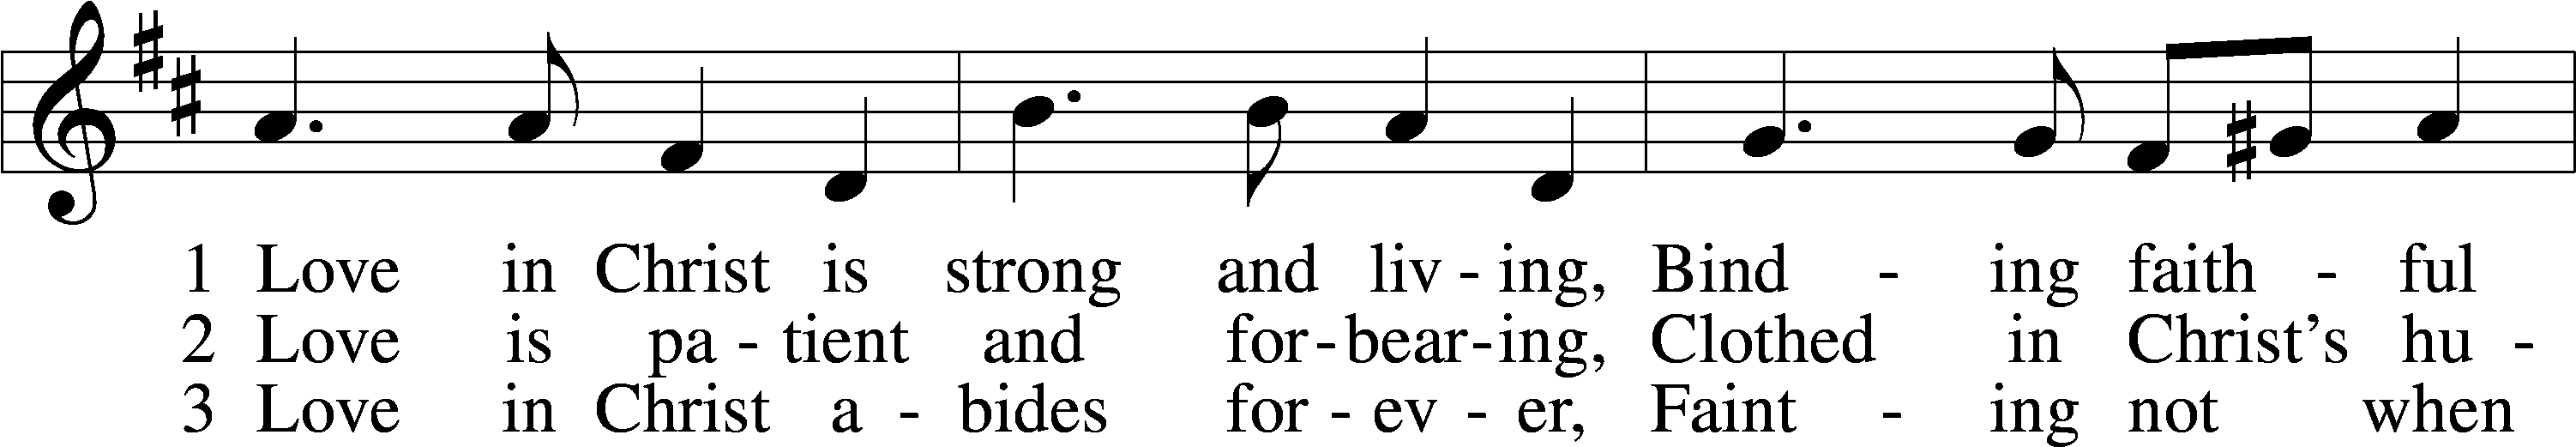 1 Love in Christ is strong and liv - ing, Bind - ing faith - ful
2 Love is pa - tient and for - bear - ing, Clothed in Christ’s hu -
3 Love in Christ a - bides for - ev - er, Faint - ing not when